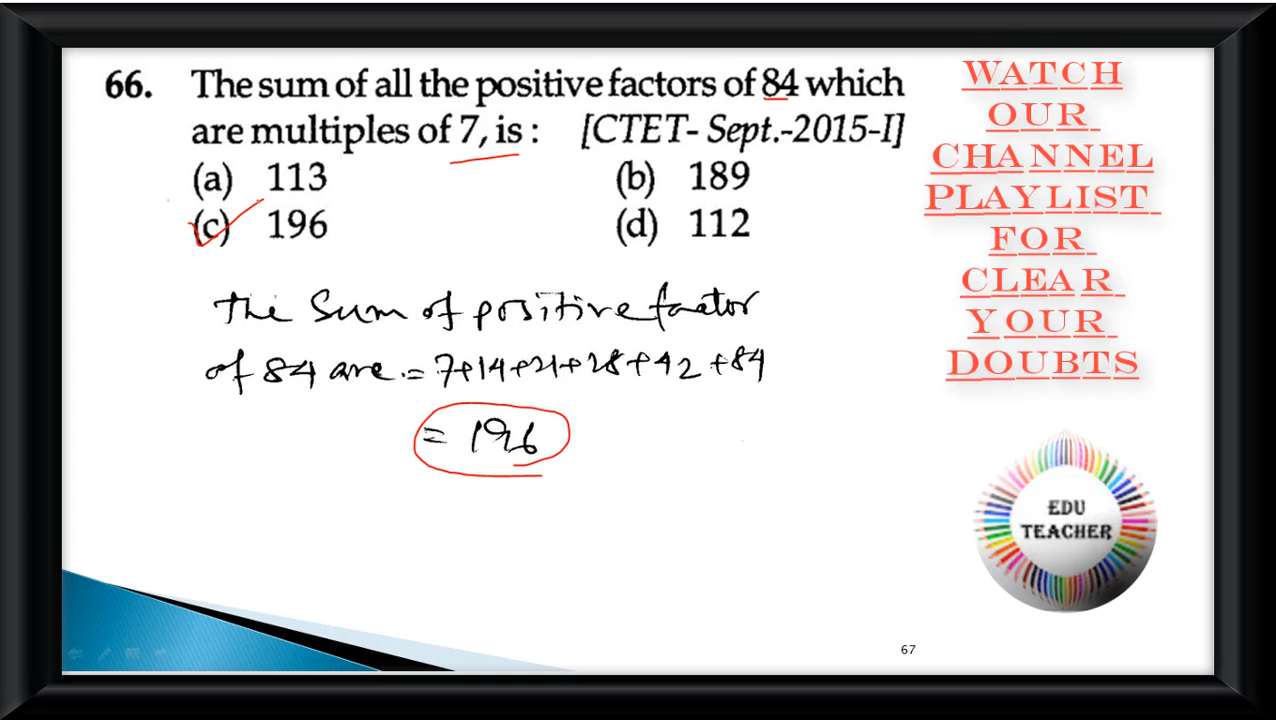 66. The sum of all the positive factors of 84 which
are multiples of 7, is : [CTET- Sept.-2015-I]
(a) 113 (b) 189
(c) 196 (d) 112
the Sum of positive factor
of 84 are = 7+14+21+28+42+84
= 196
WATCH
OUR
CHANNEL
PLAYLIST
FOR
CLEAR
YOUR
DOUBTS
EDU
TEACHER
67